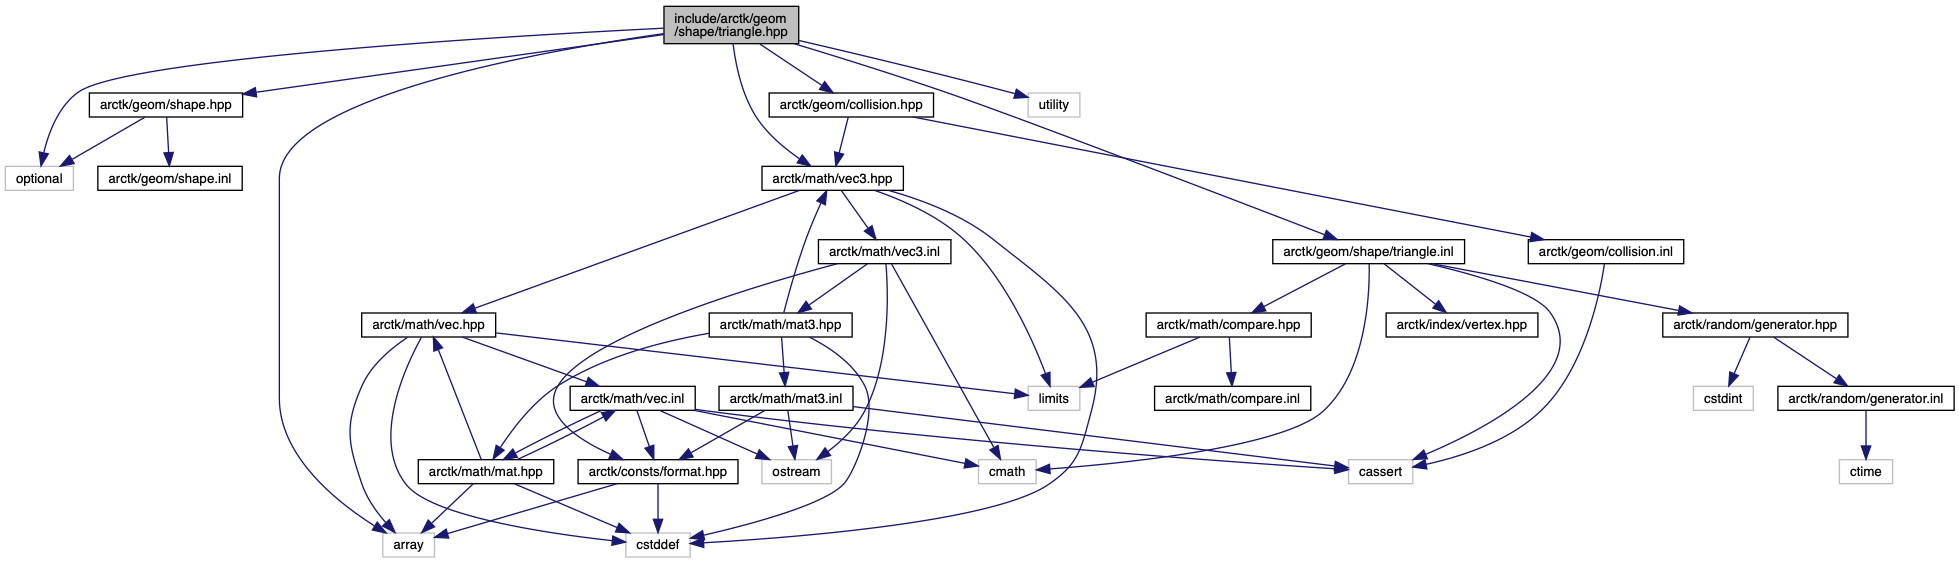 include/arctk/geom
/shape/triangle.hpp
arctk/geom/shape.hpp
arctk/geom/collision.hpp
utility
optional
arctk/geom/shape.inl
arctk/math/vec3.hpp
arctk/math/vec3.inl
arctk/geom/shape/triangle.inl
arctk/geom/collision.inl
arctk/math/vec.hpp
arctk/math/mat3.hpp
arctk/math/compare.hpp
arctk/index/vertex.hpp
arctk/random/generator.hpp
arctk/math/vec.inl
arctk/math/mat3.inl
limits
arctk/math/compare.inl
cstdint
arctk/random/generator.inl
arctk/math/mat.hpp
arctk/consts/format.hpp
ostream
cmath
cassert
ctime
array
cstddef